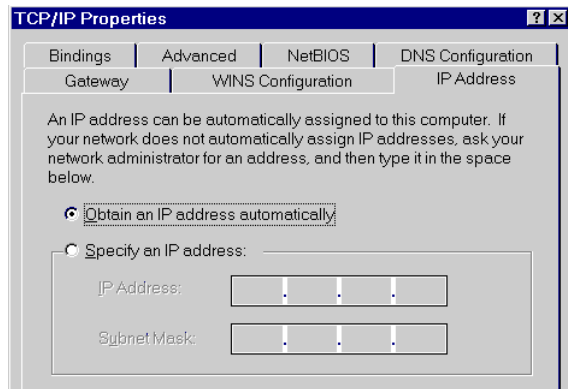 TCP/IP Properties
Bindings Advanced NetBIOS DNS Configuration
Gateway WINS Configuration IP Address
An IP address can be automatically assigned to this computer. If
your network does not automatically assign IP addresses, ask your
network administrator for an address, and then type it in the space
below.
Obtain an IP address automatically
Specify an IP address:
IP Address:
Subnet Mask: